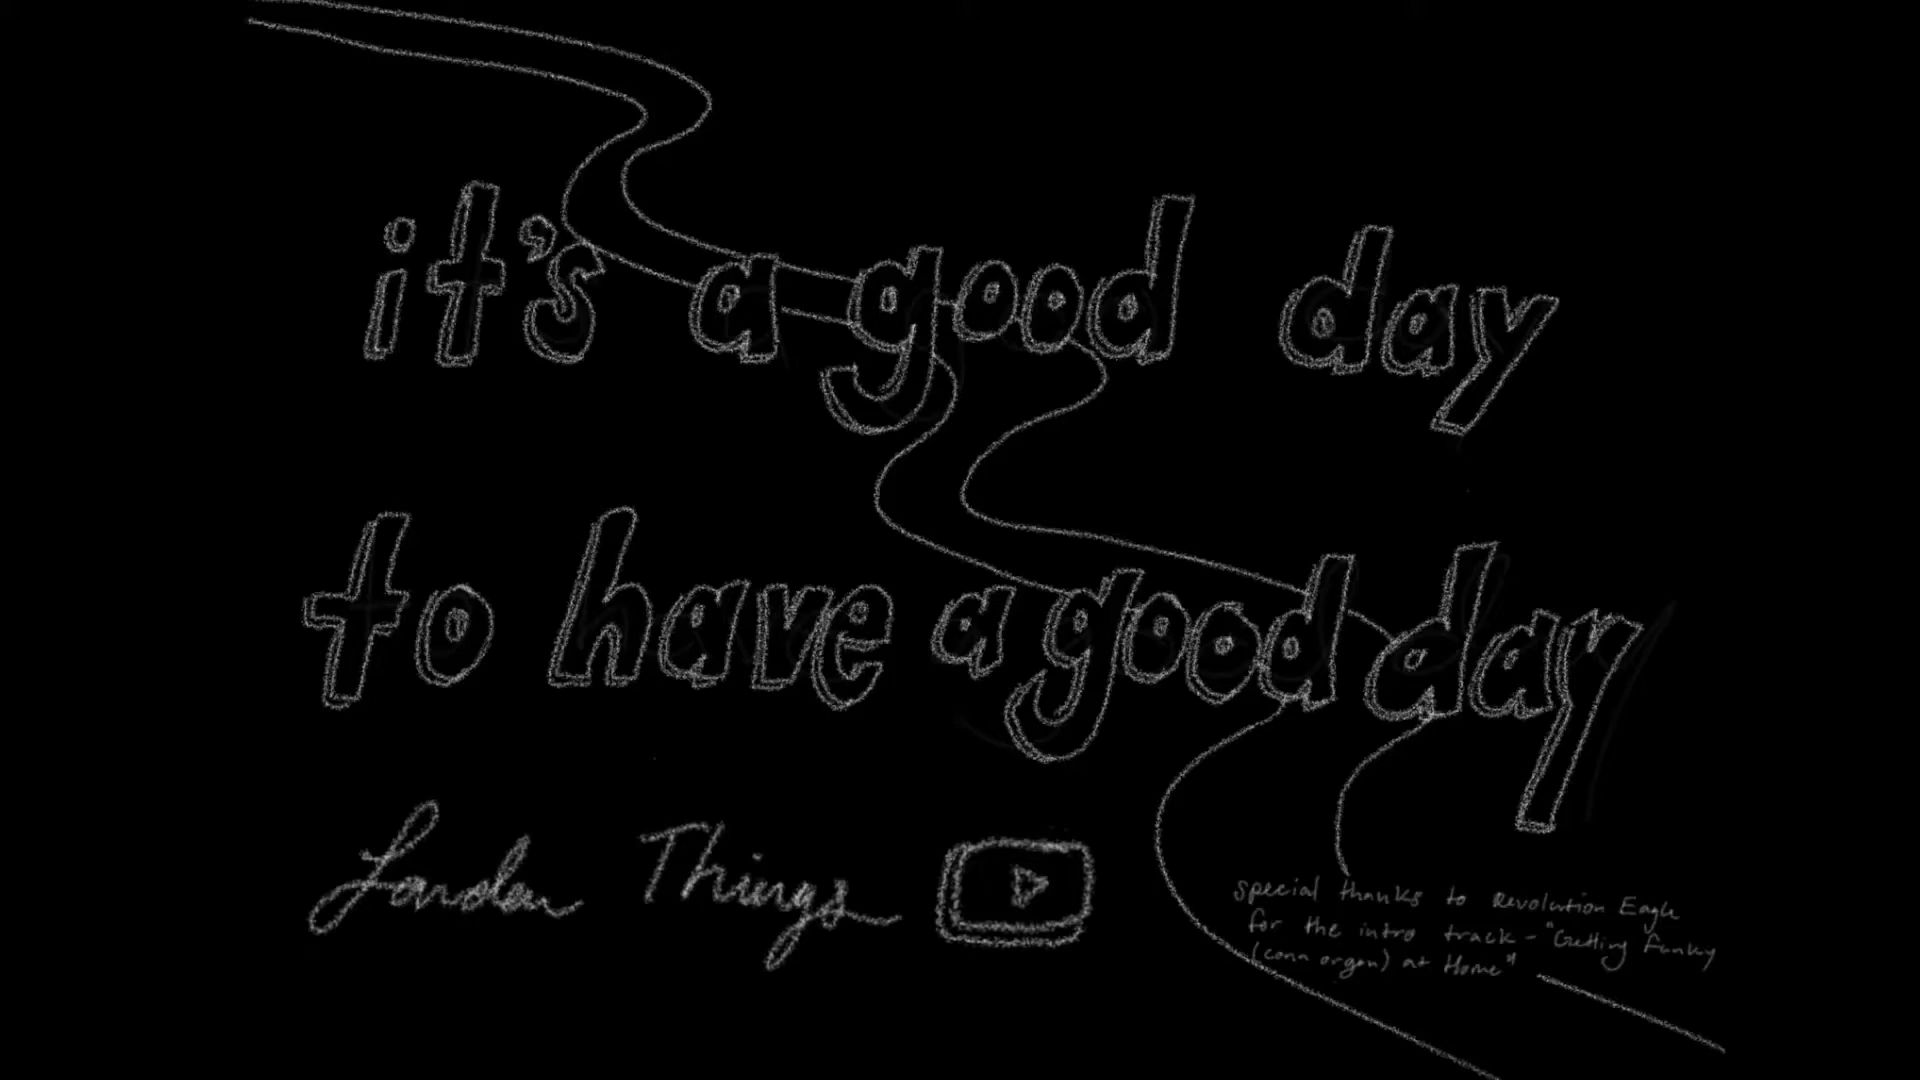 it's a good day
to have a good day
Landen Things
special thanks to Revolution Eagle
for the intro track - "Getting Funky
(conn organ) at Home"